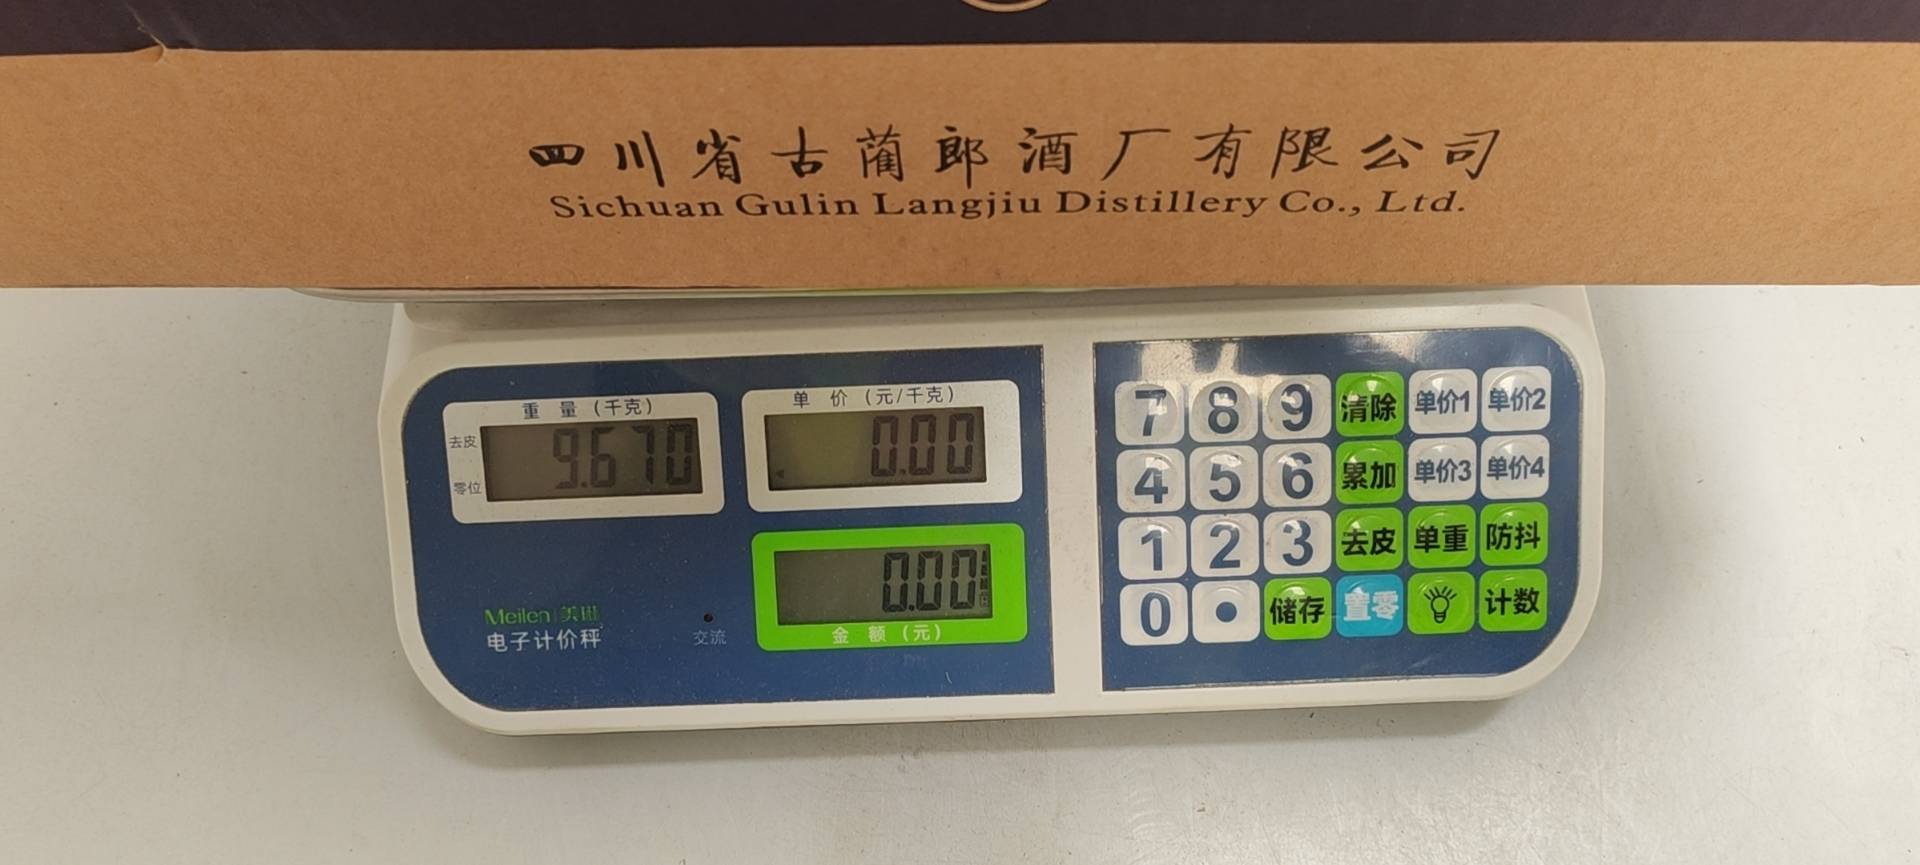 四川省古蔺郎酒厂有限公司
Sichuan Gulin Langjiu Distillery Co., Ltd.
重 量 (千克)
去皮
零位
9.670
单 价 (元/千克)
0.00
0.00
金 额 (元)
Meilen 美琳
电子计价秤
交流
7 8 9 清除 单价1 单价2
4 5 6 累加 单价3 单价4
1 2 3 去皮 单重 防抖
0 • 储存 置零 计数